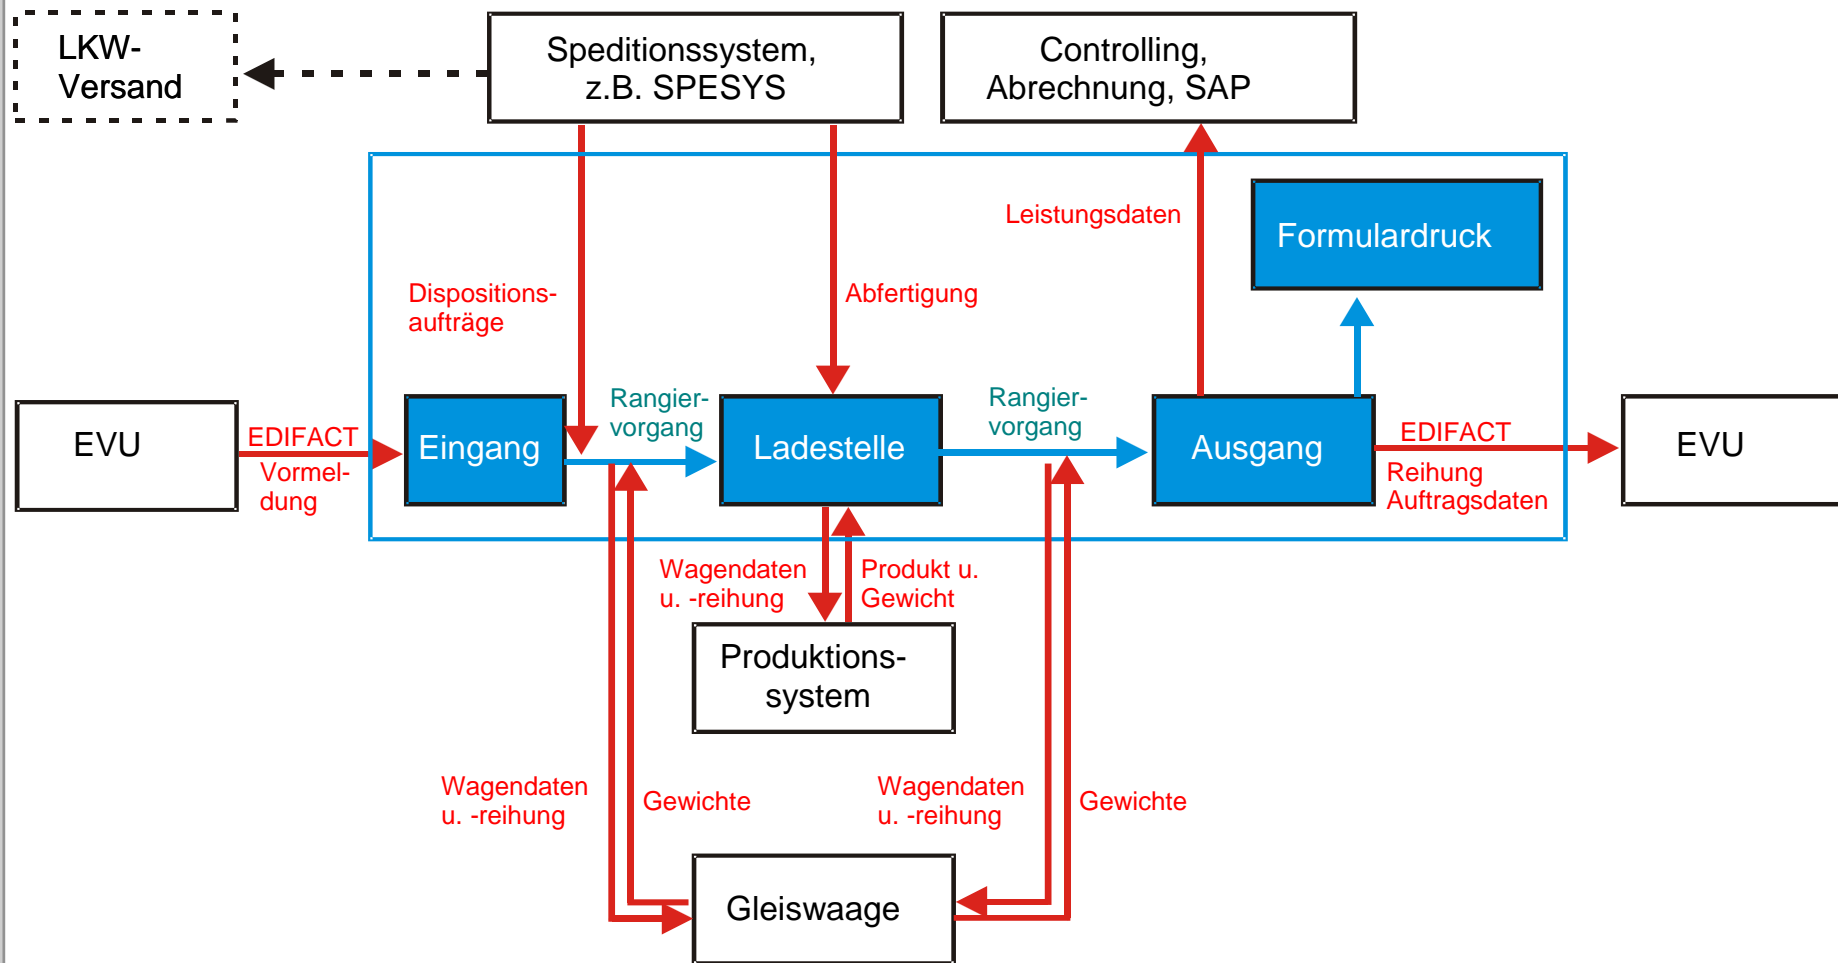 LKW-
Versand
Speditionssystem,
z.B. SPESYS
Controlling,
Abrechnung, SAP
Leistungsdaten
Formulardruck
Dispositions-
aufträge
Abfertigung
EVU
EDIFACT
Vormel-
dung
Eingang
Rangier-
vorgang
Ladestelle
Rangier-
vorgang
Ausgang
EDIFACT
Reihung
Auftragsdaten
EVU
Wagendaten
u. -reihung
Produkt u.
Gewicht
Produktions-
system
Wagendaten
u. -reihung
Gewichte
Wagendaten
u. -reihung
Gewichte
Gleiswaage